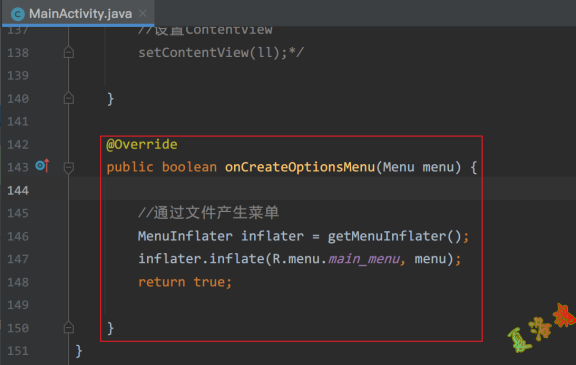 MainActivity.java
137 //设置ContentView
138 setContentView(ll);*/
139
140 }
141
142 @Override
143 public boolean onCreateOptionsMenu(Menu menu) {
144
145 //通过文件产生菜单
146 MenuInflater inflater = getMenuInflater();
147 inflater.inflate(R.menu.main_menu, menu);
148 return true;
149
150 }
151 }